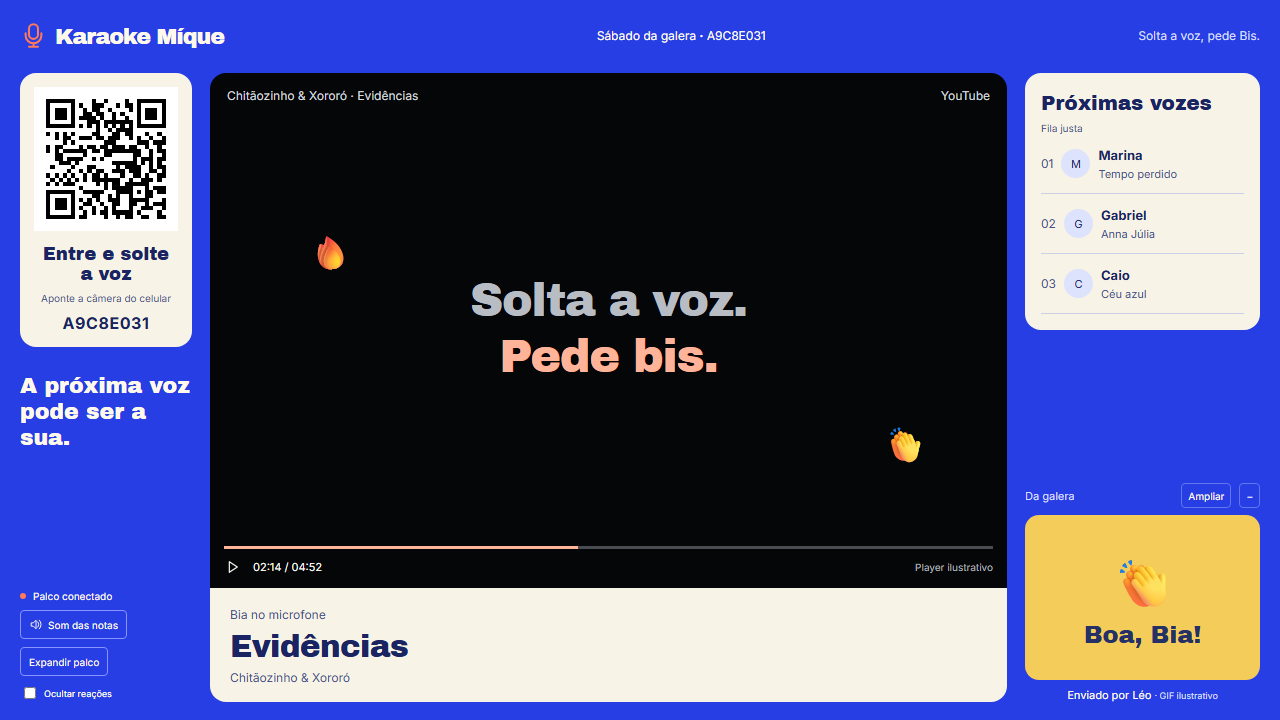 Karaoke Míque
Sábado da galera · A9C8E031
Solta a voz, pede Bis.
Entre e solte
a voz
Aponte a câmera do celular
A9C8E031
A próxima voz
pode ser a
sua.
Palco conectado
Som das notas
Expandir palco
Ocultar reações
Chitãozinho & Xororó · Evidências
YouTube
Solta a voz.
Pede bis.
02:14 / 04:52
Player ilustrativo
Bia no microfone
Evidências
Chitãozinho & Xororó
Próximas vozes
Fila justa
01 M Marina
Tempo perdido
02 G Gabriel
Anna Júlia
03 C Caio
Céu azul
Da galera
Ampliar
–
Boa, Bia!
Enviado por Léo · GIF ilustrativo